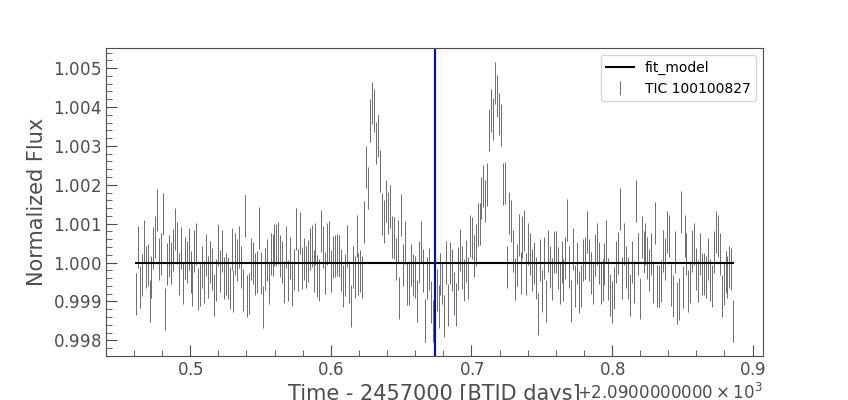 Normalized Flux
1.005
1.004
1.003
1.002
1.001
1.000
0.999
0.998
fit_model
TIC 100100827
0.5
0.6
0.7
0.8
0.9
Time - 2457000 [BTJD days]
+2.0900000000 × 10³